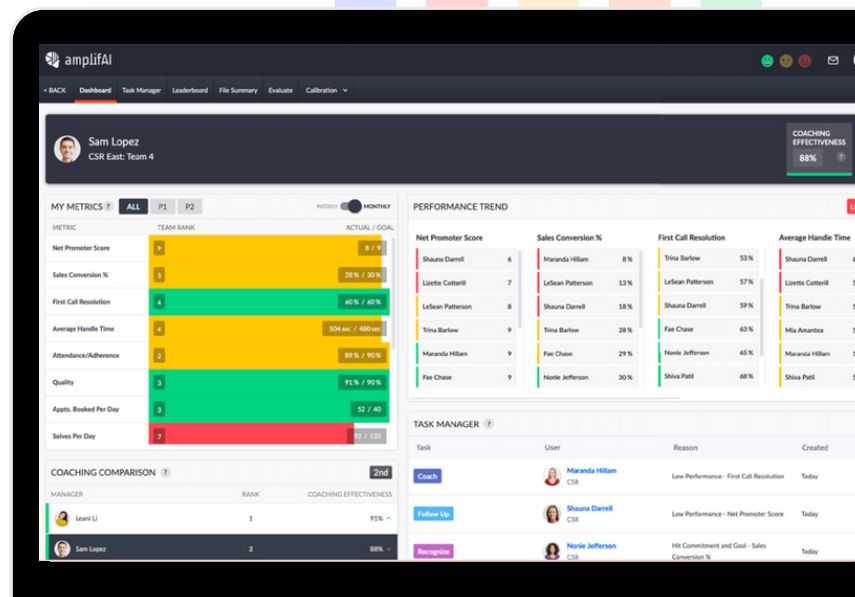 amplifAI
< BACK Dashboard Task Manager Leaderboard File Summary Evaluate Calibration
Sam Lopez
CSR East: Team 4
COACHING
EFFECTIVENESS
88% ?
MY METRICS ? ALL P1 P2 WEEKLY MONTHLY
METRIC TEAM RANK ACTUAL / GOAL
Net Promoter Score 9 8 / 9
Sales Conversion % 3 28% / 30%
First Call Resolution 4 60% / 60%
Average Handle Time 4 504 sec / 480 sec
Attendance/Adherence 2 89% / 90%
Quality 3 91% / 90%
Appts. Booked Per Day 3 52 / 40
Solves Per Day 7 92 / 120
COACHING COMPARISON ? 2nd
MANAGER RANK COACHING EFFECTIVENESS
Leani Li 1 91%
Sam Lopez 2 88%
PERFORMANCE TREND
Net Promoter Score
Shauna Darrell 6
Lizette Cotterill 7
LeSean Patterson 8
Trina Barlow 9
Maranda Hillam 9
Fae Chase 9
Sales Conversion %
Maranda Hillam 8%
LeSean Patterson 13%
Shauna Darrell 18%
Trina Barlow 28%
Fae Chase 29%
Nonie Jefferson 30%
First Call Resolution
Trina Barlow 53%
LeSean Patterson 57%
Shauna Darrell 59%
Fae Chase 63%
Nonie Jefferson 65%
Shiva Patil 68%
Average Handle Time
Shauna Darrell
Lizette Cotterill
Trina Barlow
Mia Amantea
Maranda Hillam
Shiva Patil
TASK MANAGER ?
Task User Reason Created
Coach Maranda Hillam Low Performance - First Call Resolution Today
CSR
Follow Up Shauna Darrell Low Performance - Net Promoter Score Today
CSR
Recognize Nonie Jefferson Hit Commitment and Goal - Sales Today
CSR Conversion %